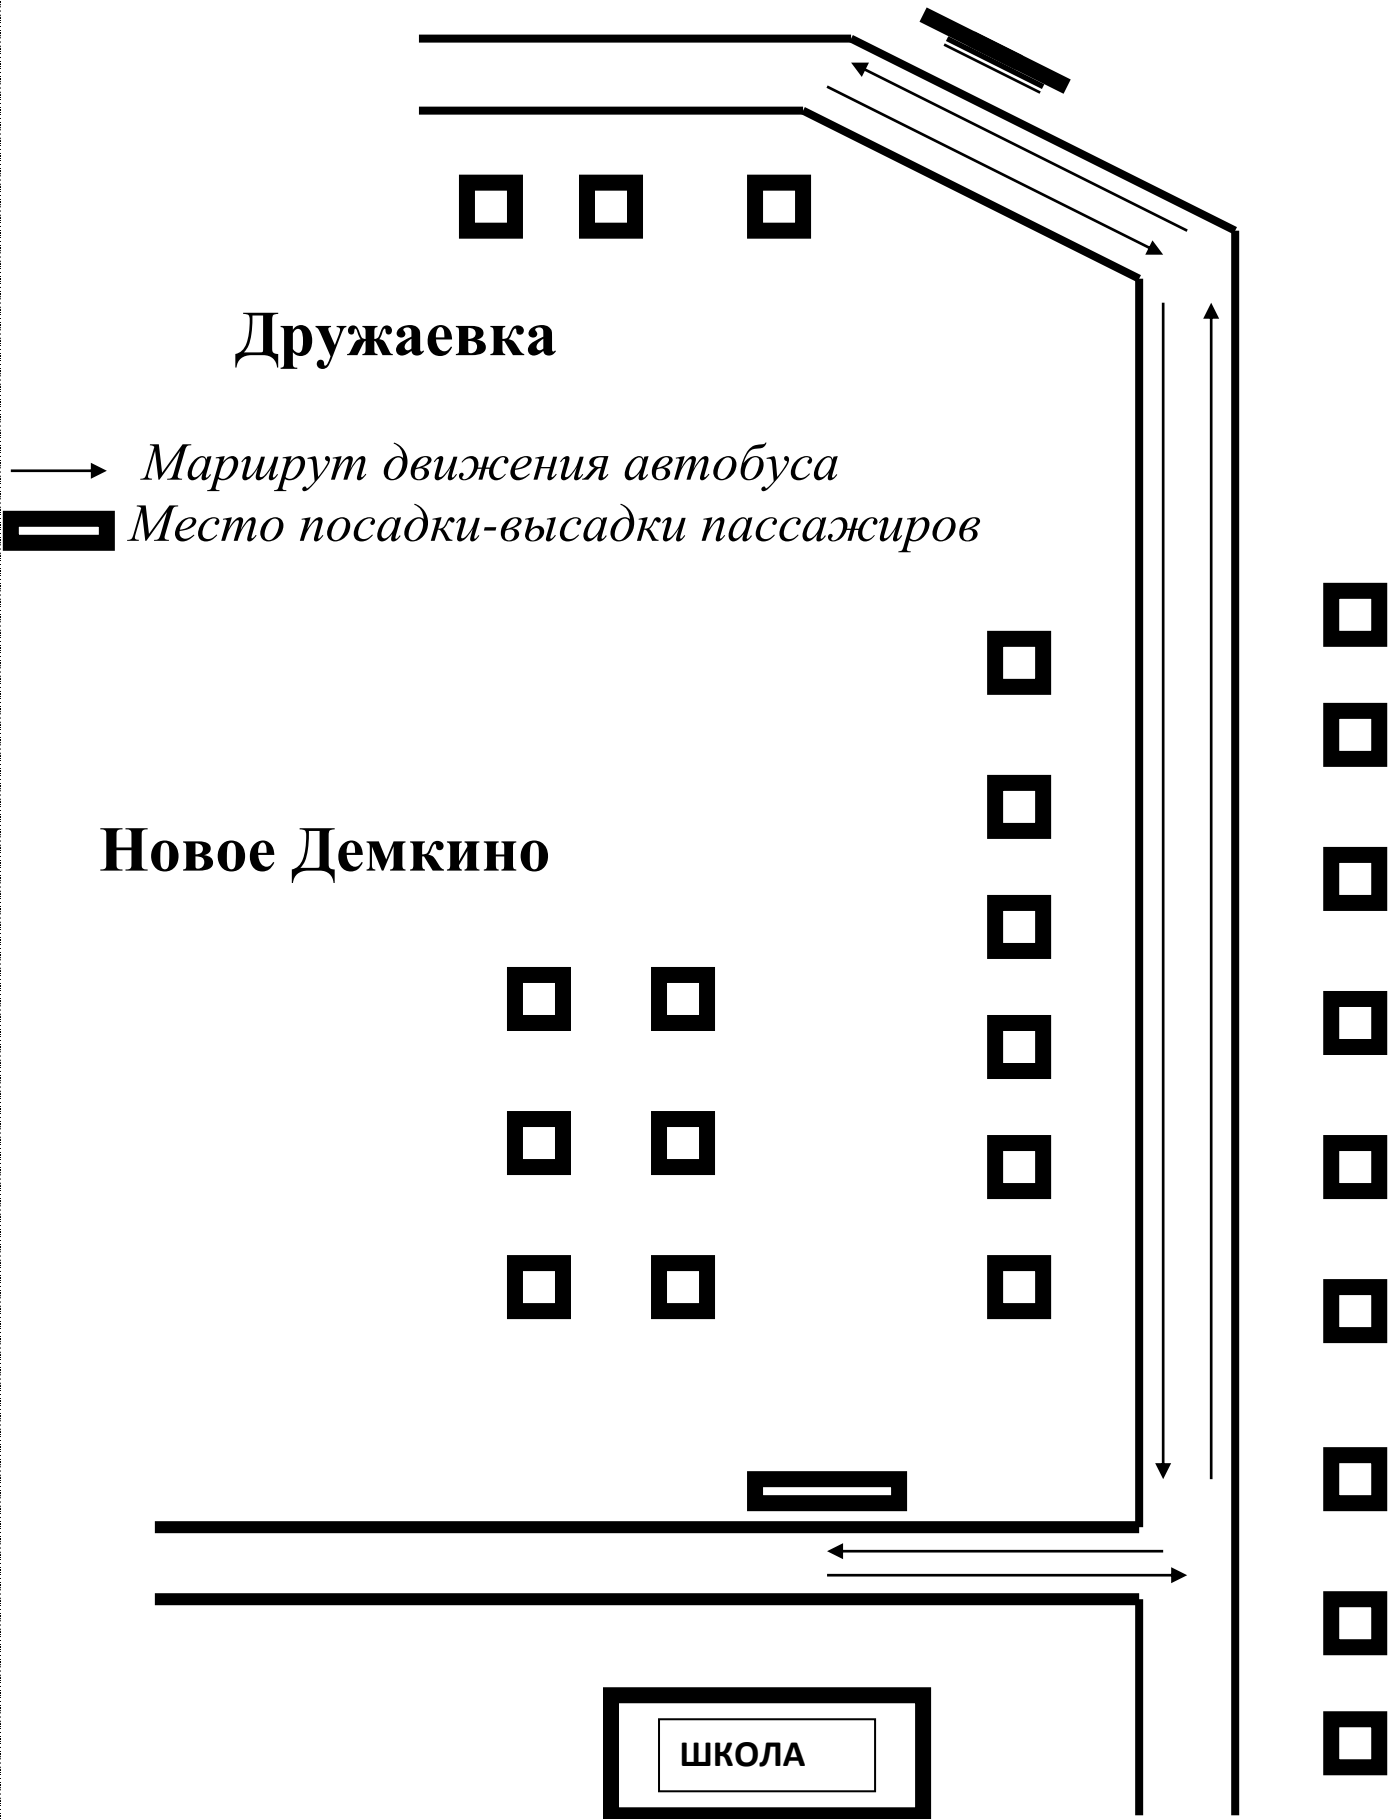 Дружаевка
Маршрут движения автобуса
Место посадки-высадки пассажиров
Новое Демкино
ШКОЛА